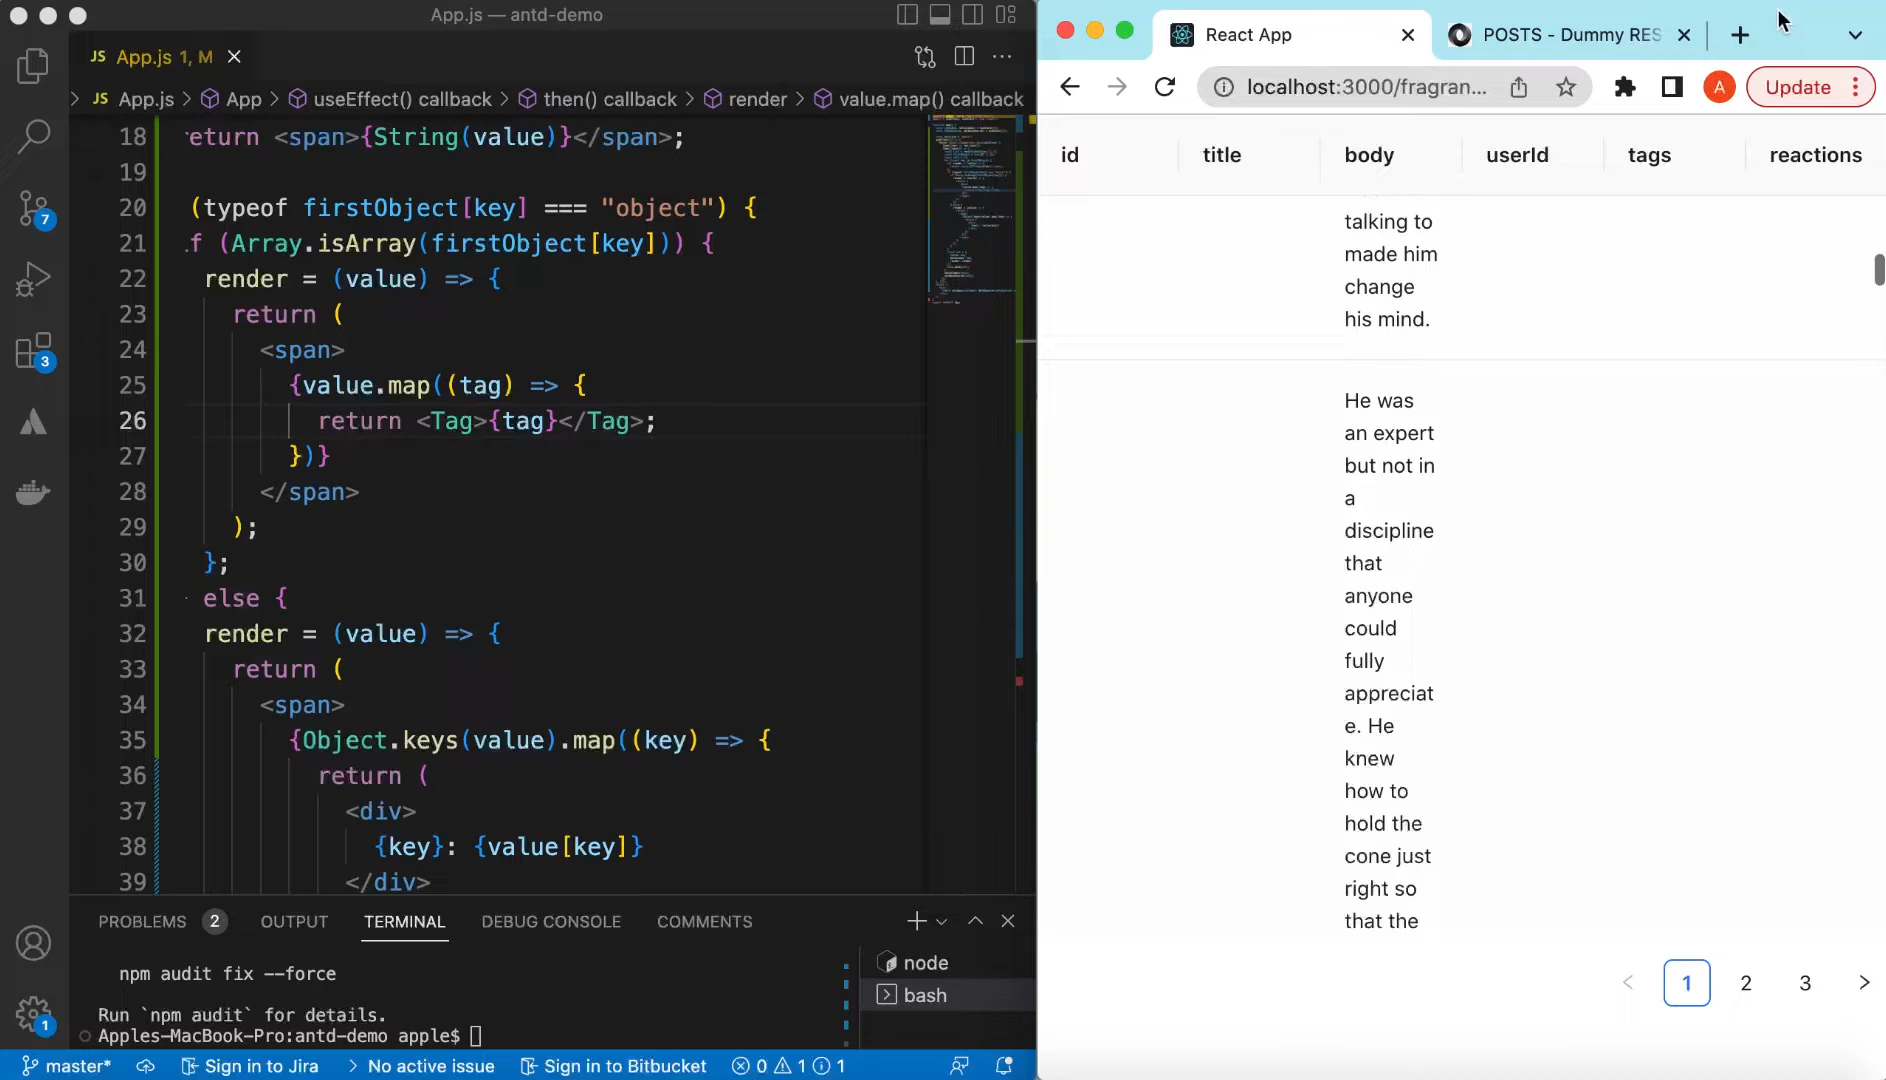 App.js — antd-demo
JS App.js 1, M
JS App.js > App > useEffect() callback > then() callback > render > value.map() callback
18 eturn <span>{String(value)}</span>;
19
20 (typeof firstObject[key] === "object") {
21 f (Array.isArray(firstObject[key])) {
22 render = (value) => {
23 return (
24 <span>
25 {value.map((tag) => {
26 return <Tag>{tag}</Tag>;
27 })}
28 </span>
29 );
30 };
31 else {
32 render = (value) => {
33 return (
34 <span>
35 {Object.keys(value).map((key) => {
36 return (
37 <div>
38 {key}: {value[key]}
39 </div>
7
3
1
PROBLEMS 2 OUTPUT TERMINAL DEBUG CONSOLE COMMENTS
npm audit fix --force
Run `npm audit` for details.
Apples-MacBook-Pro:antd-demo apple$
node
bash
master* Sign in to Jira > No active issue Sign in to Bitbucket 0 1 1
React App
POSTS - Dummy RES
localhost:3000/fragran...
A
Update
id title body userId tags reactions
talking to
made him
change
his mind.
He was
an expert
but not in
a
discipline
that
anyone
could
fully
appreciat
e. He
knew
how to
hold the
cone just
right so
that the
< 1 2 3 >